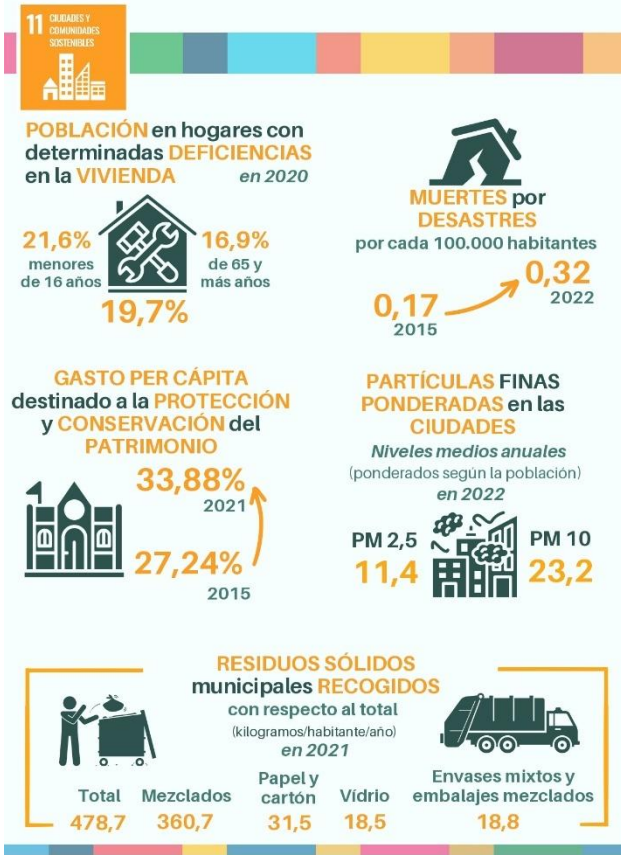 11 CIUDADES Y
COMUNIDADES
SOSTENIBLES
POBLACIÓN en hogares con
determinadas DEFICIENCIAS
en la VIVIENDA en 2020
21,6%
menores
de 16 años
16,9%
de 65 y
más años
19,7%
MUERTES por
DESASTRES
por cada 100.000 habitantes
0,17
2015
0,32
2022
GASTO PER CÁPITA
destinado a la PROTECCIÓN
y CONSERVACIÓN del
PATRIMONIO
33,88%
2021
27,24%
2015
PARTÍCULAS FINAS
PONDERADAS en las
CIUDADES
Niveles medios anuales
(ponderados según la población)
en 2022
PM 2,5
11,4
PM 10
23,2
RESIDUOS SÓLIDOS
municipales RECOGIDOS
con respecto al total
(kilogramos/habitante/año)
en 2021
Total
478,7
Mezclados
360,7
Papel y
cartón
31,5
Vídrio
18,5
Envases mixtos y
embalajes mezclados
18,8